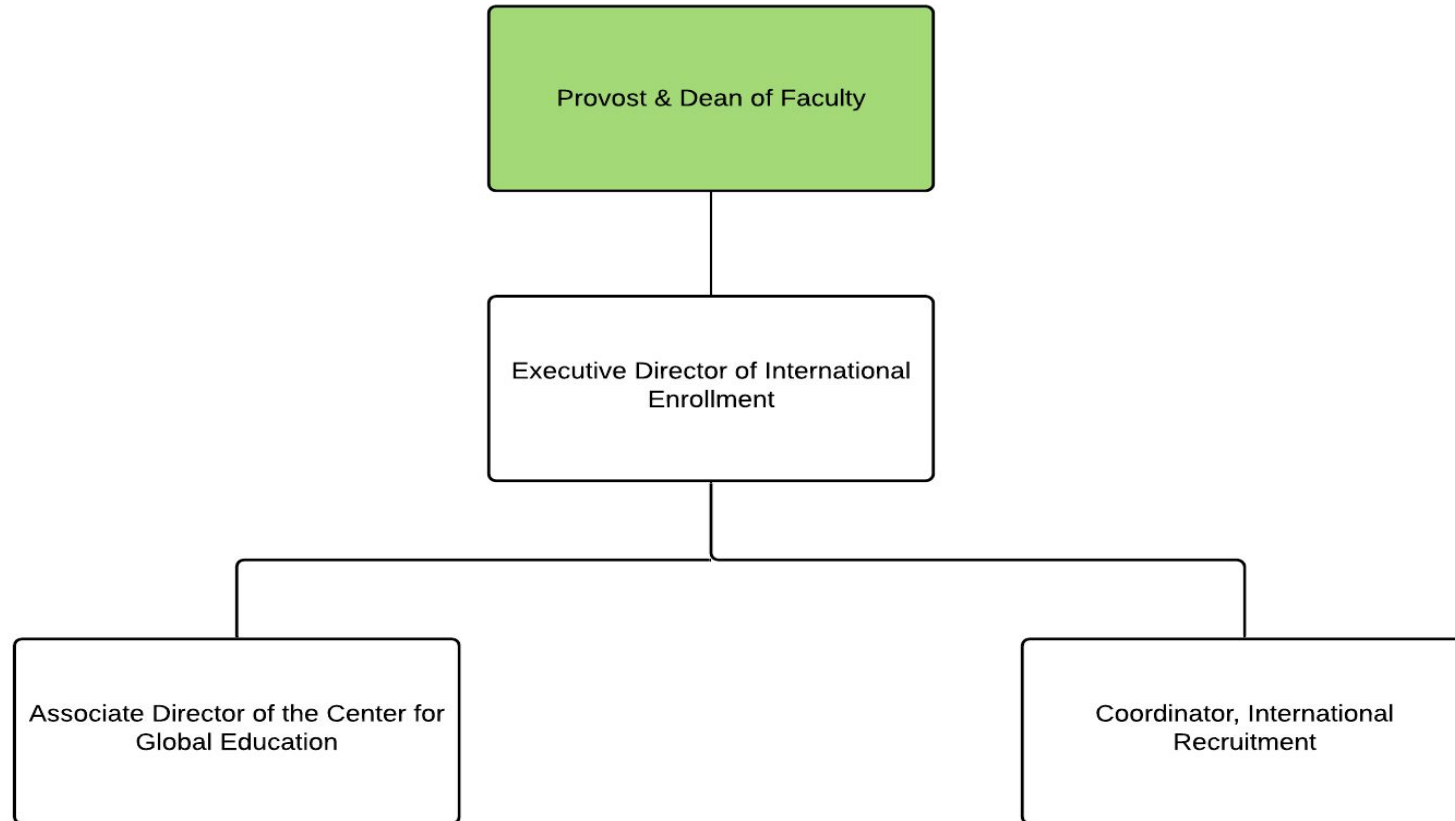 Provost & Dean of Faculty
Executive Director of International
Enrollment
Associate Director of the Center for
Global Education
Coordinator, International
Recruitment